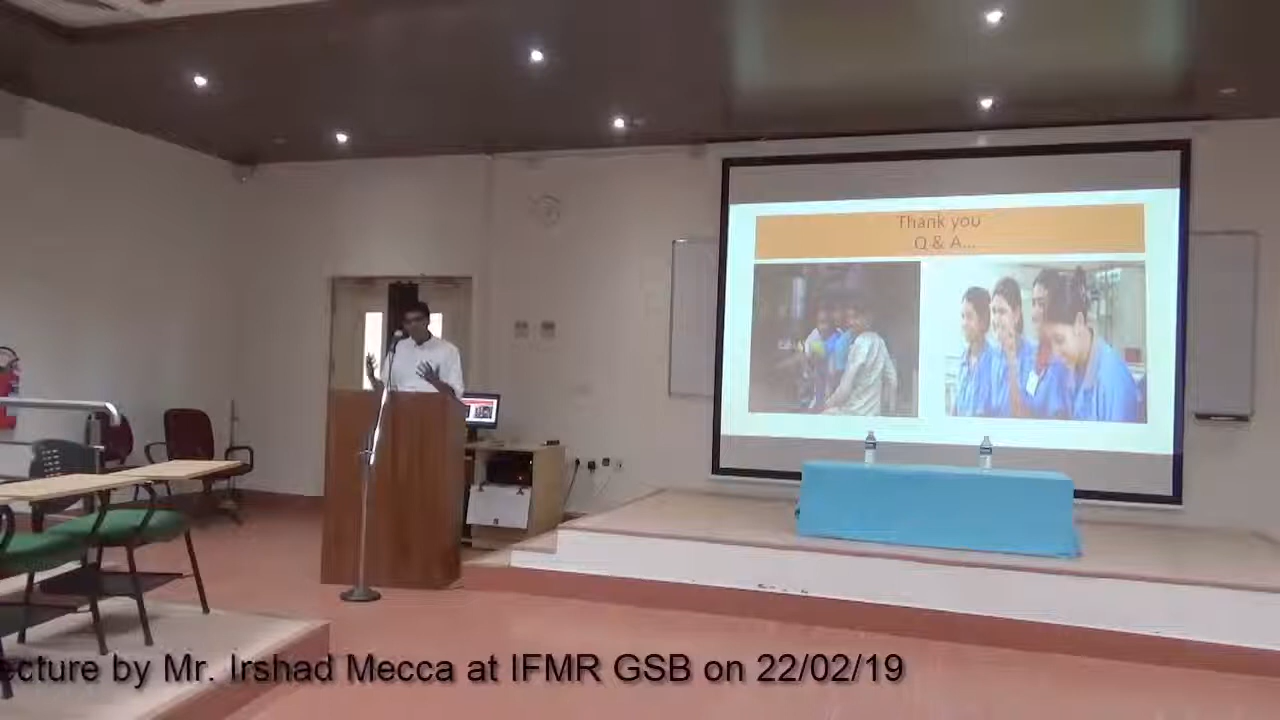 Thank you
Q & A...
ecture by Mr. Irshad Mecca at IFMR GSB on 22/02/19